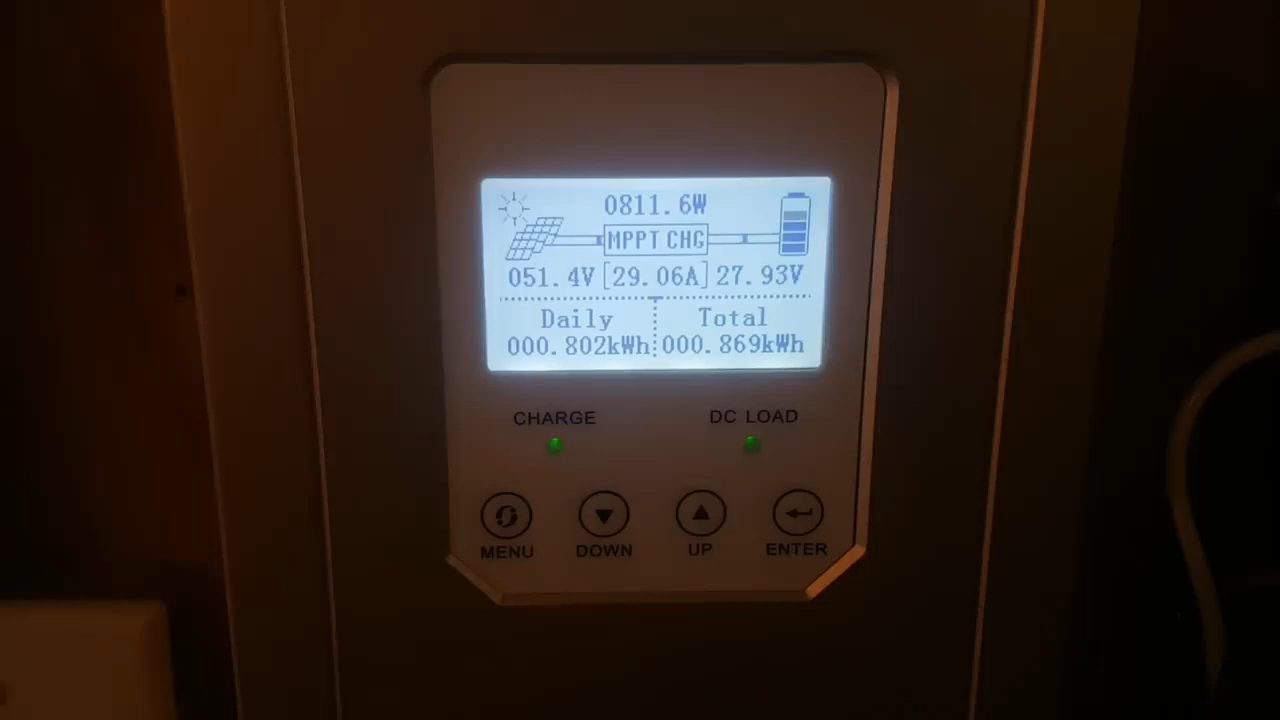 0811.6W
MPPT CHG
051.4V [29.06A] 27.93V
Daily Total
000.802kWh 000.869kWh
CHARGE DC LOAD
MENU DOWN UP ENTER